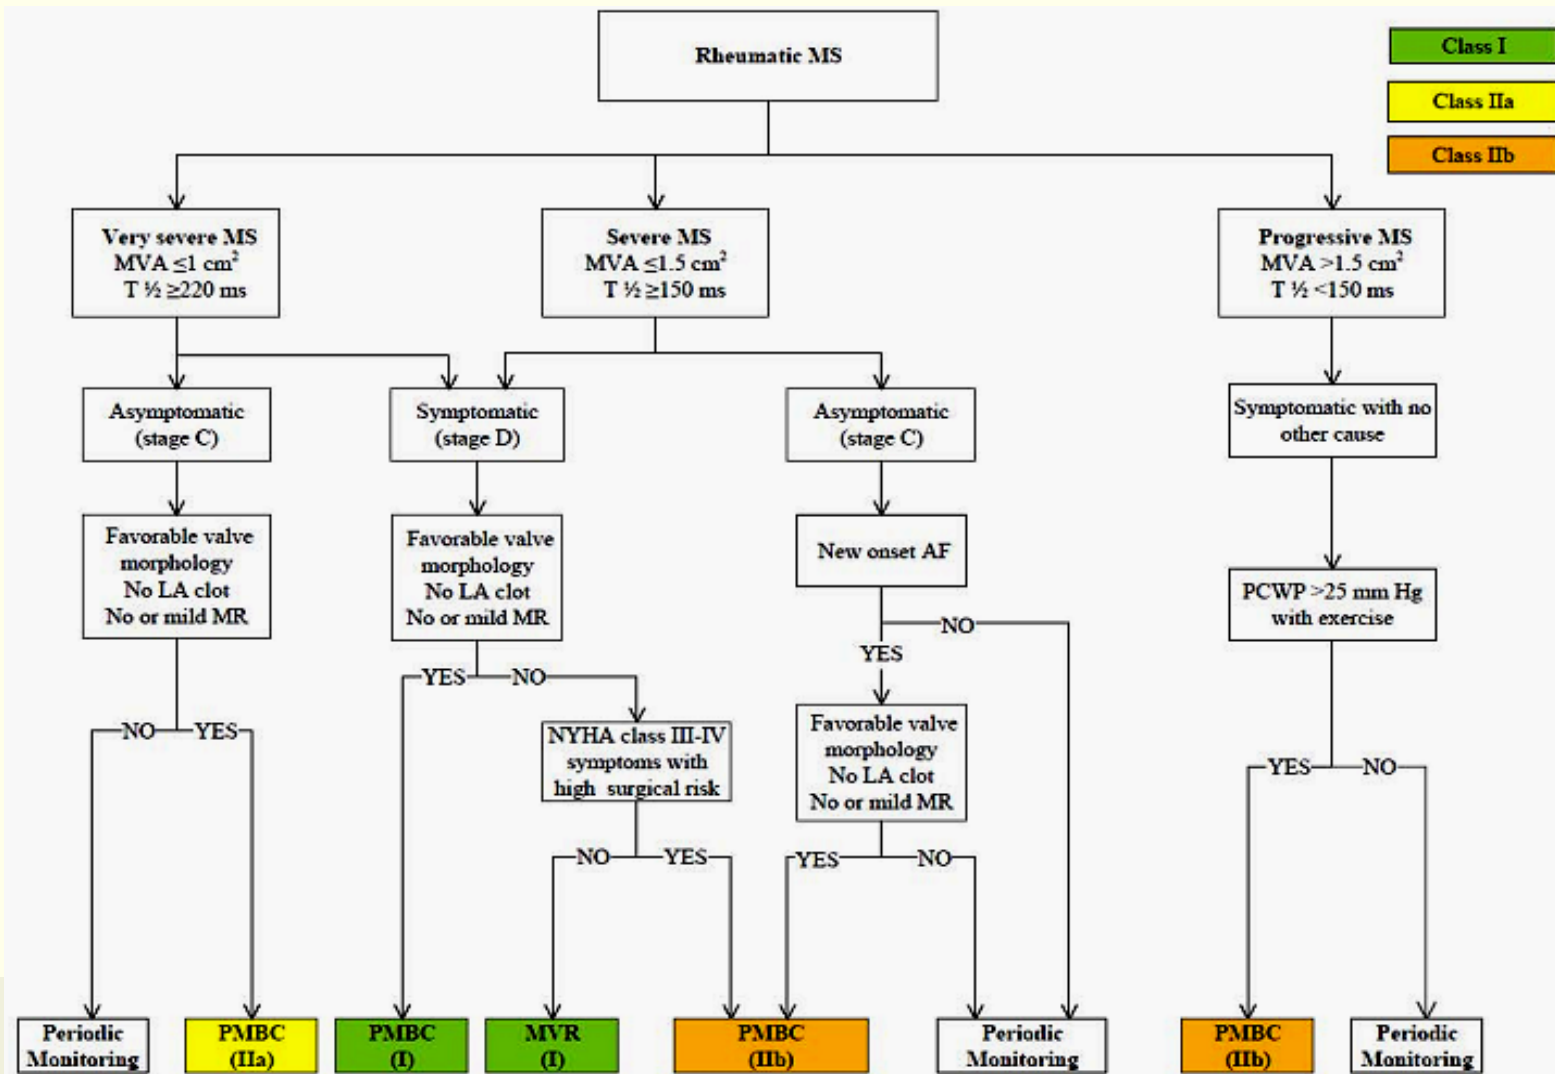 Rheumatic MS
Class I
Class IIa
Class IIb
Very severe MS
MVA ≤1 cm²
T ½ ≥220 ms
Severe MS
MVA ≤1.5 cm²
T ½ ≥150 ms
Progressive MS
MVA >1.5 cm²
T ½ <150 ms
Asymptomatic
(stage C)
Symptomatic
(stage D)
Asymptomatic
(stage C)
Symptomatic with no
other cause
Favorable valve
morphology
No LA clot
No or mild MR
Favorable valve
morphology
No LA clot
No or mild MR
New onset AF
PCWP >25 mm Hg
with exercise
NO
YES
YES
NO
NO
YES
NYHA class III-IV
symptoms with
high surgical risk
Favorable valve
morphology
No LA clot
No or mild MR
NO
YES
YES
NO
YES
NO
Periodic
Monitoring
PMBC
(IIa)
PMBC
(I)
MVR
(I)
PMBC
(IIb)
Periodic
Monitoring
PMBC
(IIb)
Periodic
Monitoring